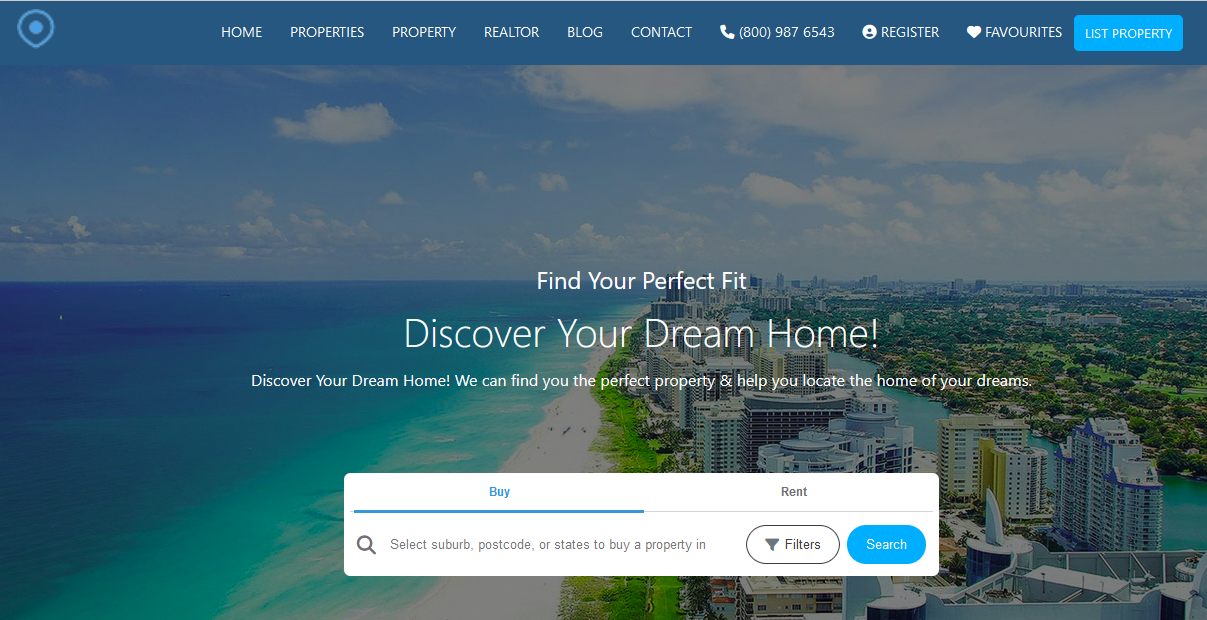 HOME PROPERTIES PROPERTY REALTOR BLOG CONTACT (800) 987 6543 REGISTER FAVOURITES LIST PROPERTY
Find Your Perfect Fit
Discover Your Dream Home!
Discover Your Dream Home! We can find you the perfect property & help you locate the home of your dreams.
Buy Rent
Select suburb, postcode, or states to buy a property in Filters Search